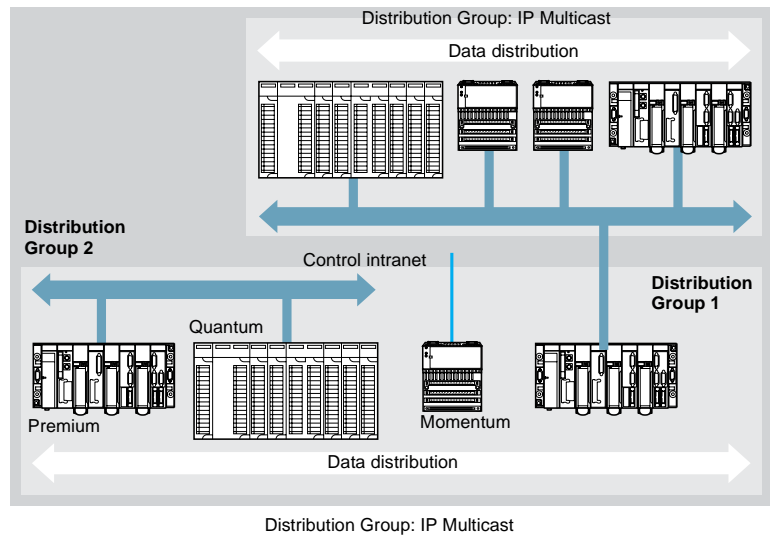 Distribution Group: IP Multicast
Data distribution
Distribution
Group 2
Control intranet
Distribution
Group 1
Quantum
Premium
Momentum
Data distribution
Distribution Group: IP Multicast